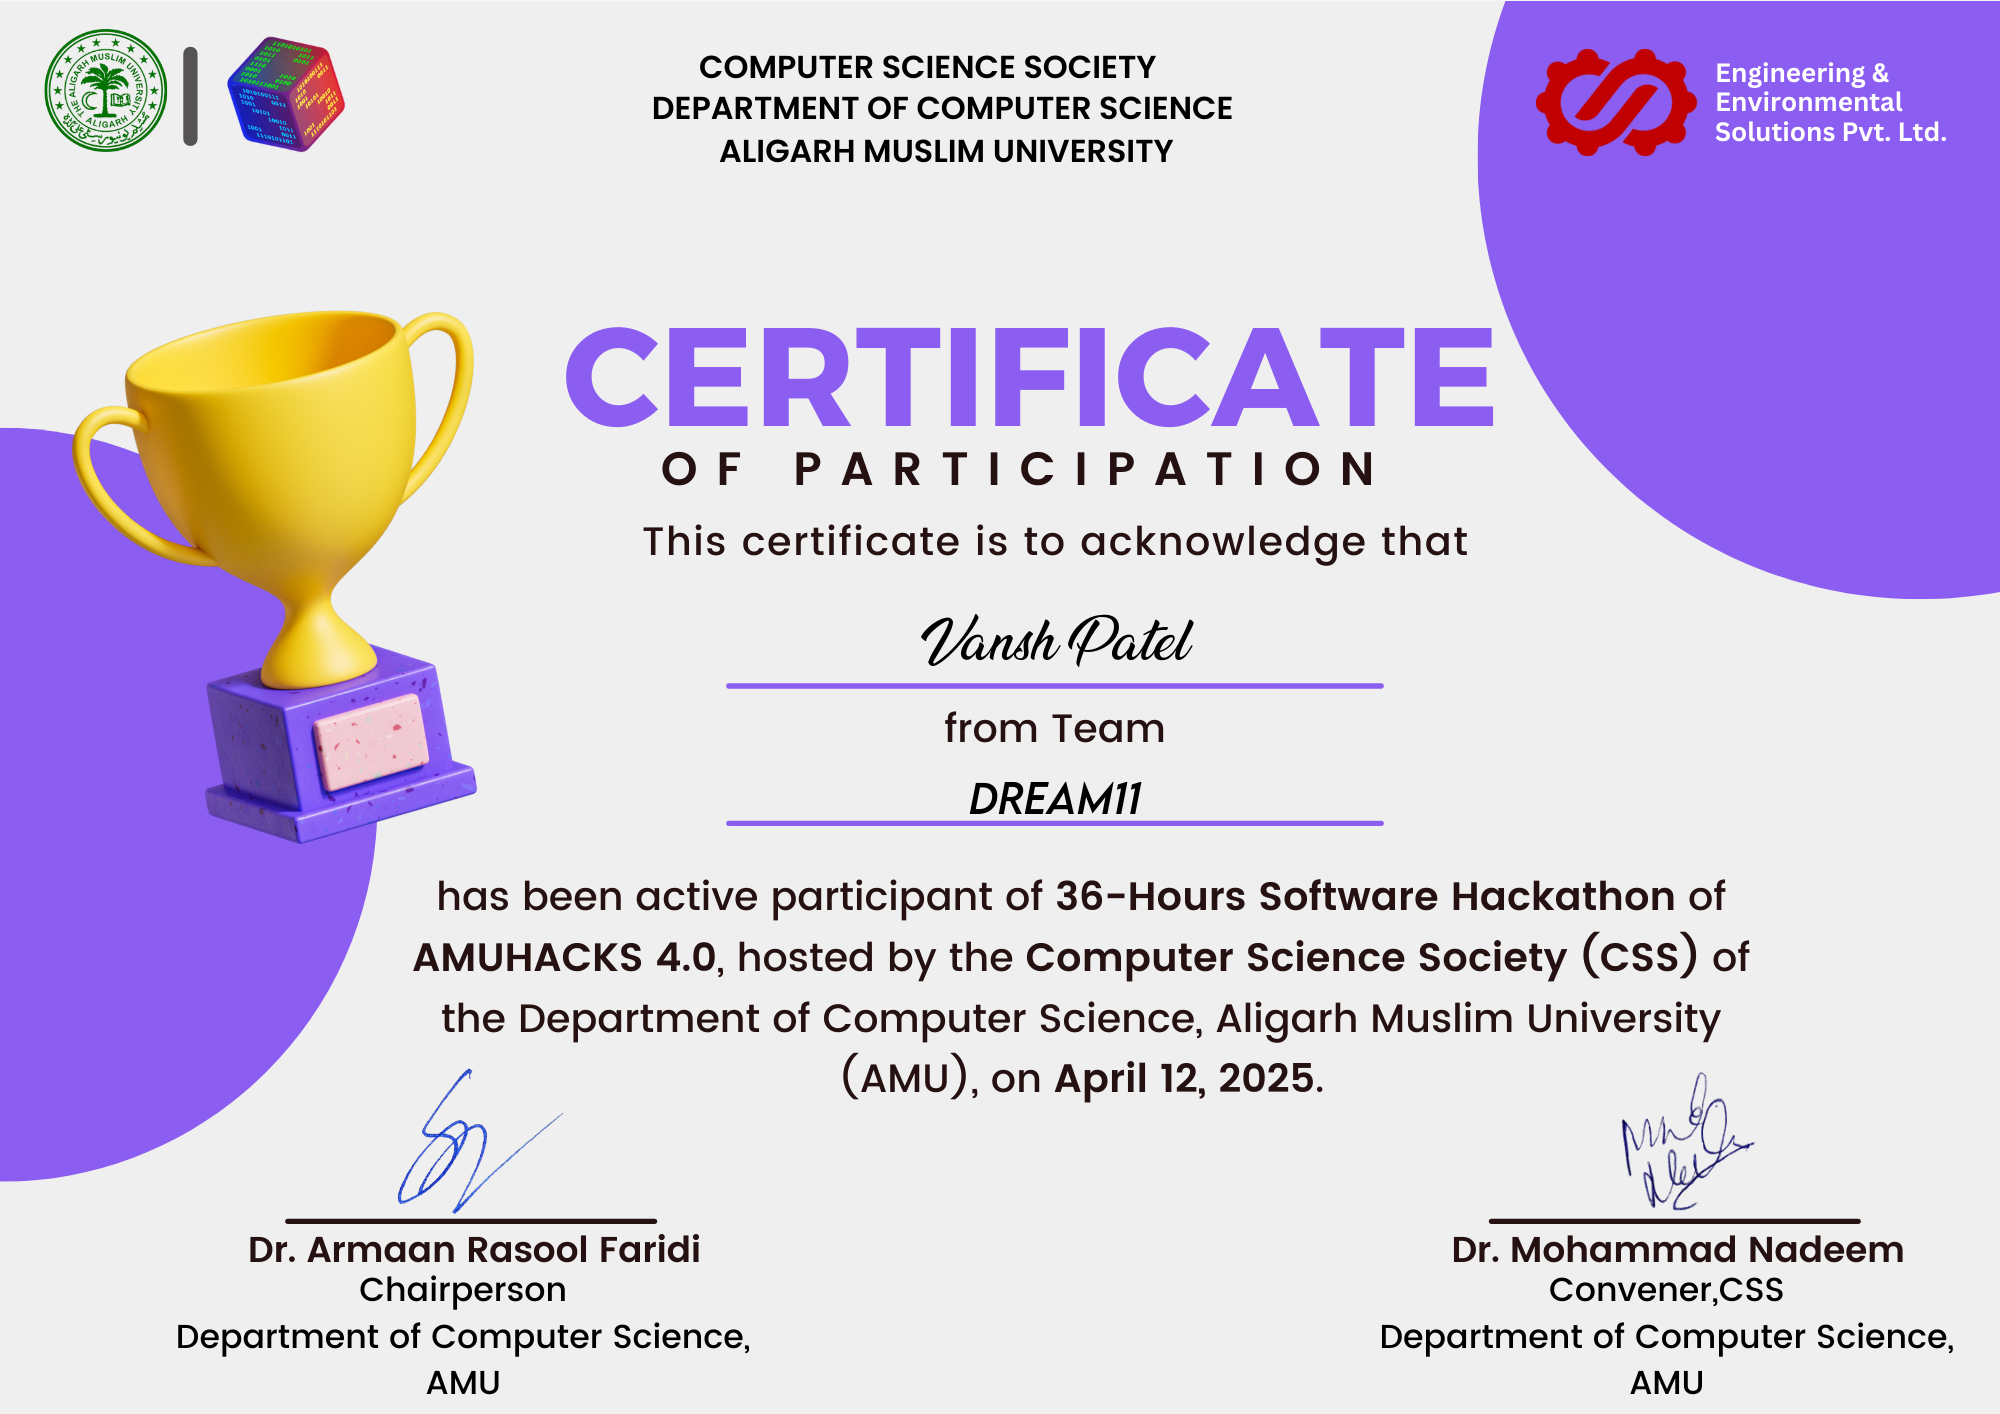 THE ALIGARH MUSLIM UNIVERSITY
ALIGARH
COMPUTER SCIENCE SOCIETY
DEPARTMENT OF COMPUTER SCIENCE
ALIGARH MUSLIM UNIVERSITY
Engineering &
Environmental
Solutions Pvt. Ltd.
CERTIFICATE
OF PARTICIPATION
This certificate is to acknowledge that
Vansh Patel
from Team
DREAM11
has been active participant of 36-Hours Software Hackathon of
AMUHACKS 4.0, hosted by the Computer Science Society (CSS) of
the Department of Computer Science, Aligarh Muslim University
(AMU), on April 12, 2025.
Dr. Armaan Rasool Faridi
Chairperson
Department of Computer Science,
AMU
Dr. Mohammad Nadeem
Convener,CSS
Department of Computer Science,
AMU